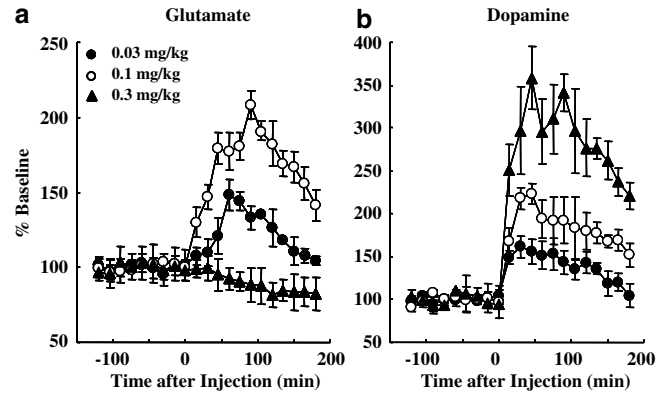 a
Glutamate
% Baseline
250
200
150
100
50
0.03 mg/kg
0.1 mg/kg
0.3 mg/kg
-100
0
100
200
Time after Injection (min)
b
Dopamine
400
350
300
250
200
150
100
50
-100
0
100
200
Time after Injection (min)